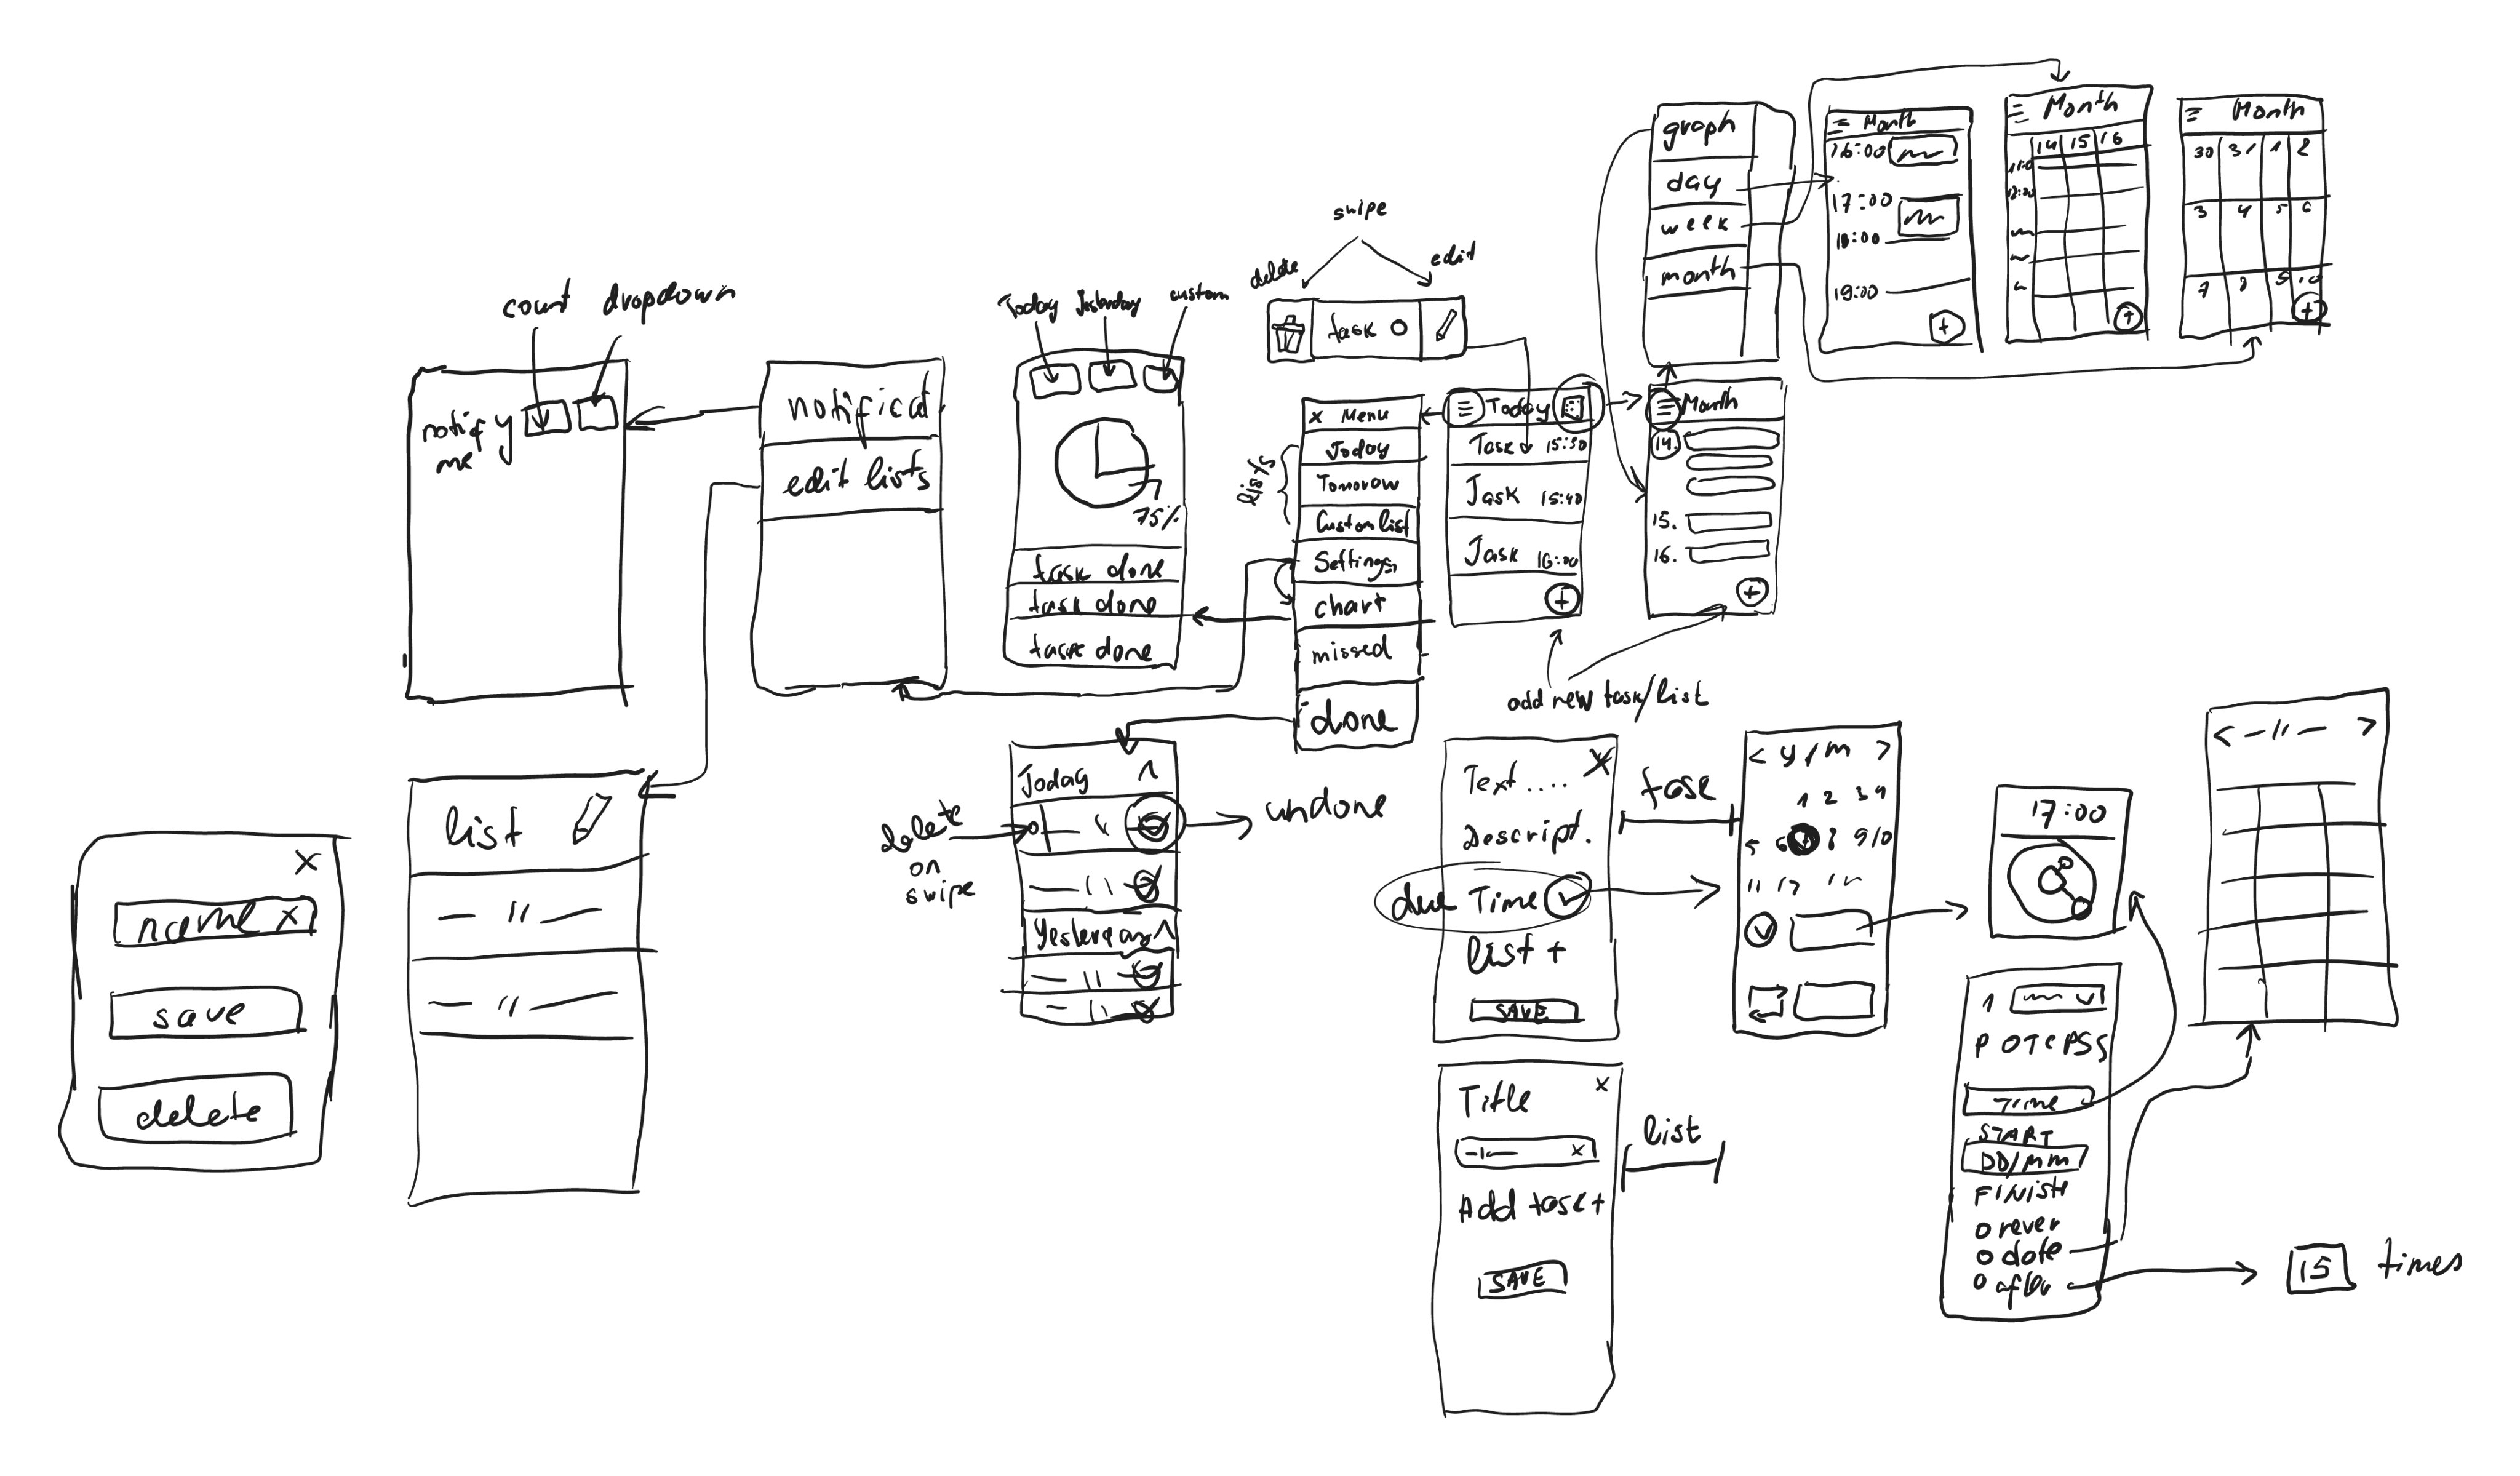 count dropdown
notify
me
notificat
edit lists
Today Yesterday custom
75%
task done
task done
task done
swipe
delete
edit
task
x Menu
lists
Today
Tomorow
Custom list
Settings
chart
missed
done
Today
Task 15:30
Task 15:40
Task 16:00
add new task/list
graph
day
week
month
Month
14.
15.
16.
Month
16:00
17:00
18:00
19:00
Month
14 15 16
Month
30 31 1 2
3 4 5 6
7 8 9 10
x
name x
save
delete
list
— 11 —
— 11 —
Today
delete
on
swipe
undone
Yesterday
Text .... X
Descript.
due Time
list +
SAVE
task
< y/m >
1 2 3 4
5 6 8 9 10
17:00
< - 11 - >
Title x
x
Add task +
SAVE
list
1
Time
START
DD/MM
FINISH
never
date
after
15 times